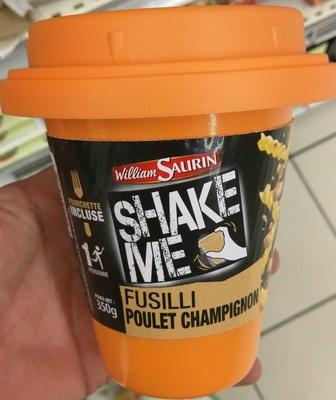 William SAURIN
SHAKE
ME
FOURCHETTE
INCLUSE
1 PERSONNE
POIDS NET:
350g
FUSILLI
POULET CHAMPIGNON